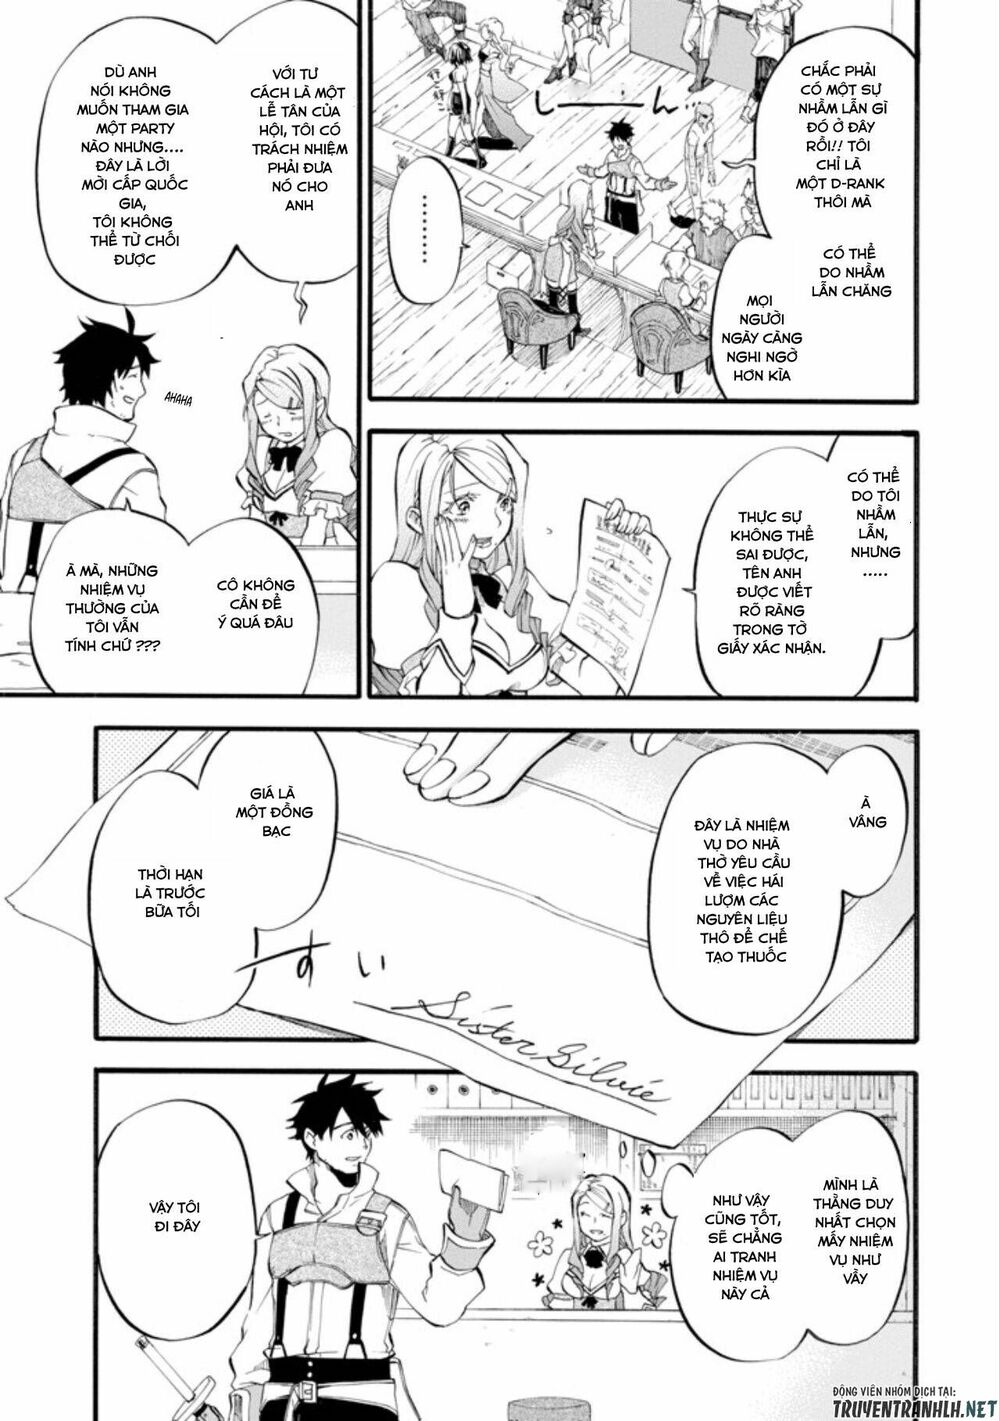 CHẮC PHẢI
CÓ MỘT SỰ
NHẦM LẪN GÌ
ĐÓ Ở ĐÂY
RỒI!! TÔI
CHỈ LÀ
MỘT D-RANK
THÔI MÀ
CÓ THỂ
DO NHẦM
LẪN CHĂNG
MỌI
NGƯỜI
NGÀY CÀNG
NGHI NGỜ
HƠN KÌA
しーーん…
VỚI TƯ
CÁCH LÀ MỘT
LỄ TÂN CỦA
HỘI, TÔI CÓ
TRÁCH NHIỆM
PHẢI ĐƯA
NÓ CHO
ANH
DÙ ANH
NÓI KHÔNG
MUỐN THAM GIA
MỘT PARTY
NÀO NHƯNG....
ĐÂY LÀ LỜI
MỜI CẤP QUỐC
GIA,
TÔI KHÔNG
THỂ TỪ CHỐI
ĐƯỢC
CÓ THỂ
DO TÔI
NHẦM
LẪN,
NHƯNG
.....
THỰC SỰ
KHÔNG THỂ
SAI ĐƯỢC,
TÊN ANH
ĐƯỢC VIẾT
RÕ RÀNG
TRONG TỜ
GIẤY XÁC NHẬN.
AHAHA
CÔ KHÔNG
CẦN ĐỂ
Ý QUÁ ĐÂU
À MÀ, NHỮNG
NHIỆM VỤ
THƯỜNG CỦA
TÔI VẪN
TÍNH CHỨ ???
À
VÂNG
ĐÂY LÀ NHIỆM
VỤ DO NHÀ
THỜ YÊU CẦU
VỀ VIỆC HÁI
LƯỢM CÁC
NGUYÊN LIỆU
THÔ ĐỂ CHẾ
TẠO THUỐC
GIÁ LÀ
MỘT ĐỒNG
BẠC
THỜI HẠN
LÀ TRƯỚC
BỮA TỐI
すい
Sister Silvie
MÌNH LÀ
THẰNG DUY
NHẤT CHỌN
MẤY NHIỆM
VỤ NHƯ
VẦY
NHƯ VẬY
CŨNG TỐT,
SẼ CHẲNG
AI TRANH
NHIỆM VỤ
NÀY CẢ
VẬY TÔI
ĐI ĐÂY
ĐỘNG VIÊN NHÓM DỊCH TẠI:
TRUYENTRANHLH.NET